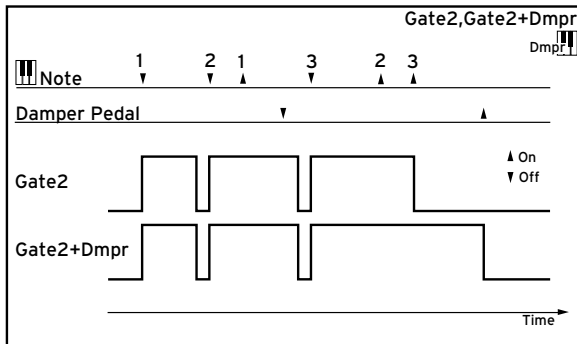 Gate2,Gate2+Dmpr
Dmpr
1 2 1 3 2 3
Note
Damper Pedal
▲ On
▼ Off
Gate2
Gate2+Dmpr
Time